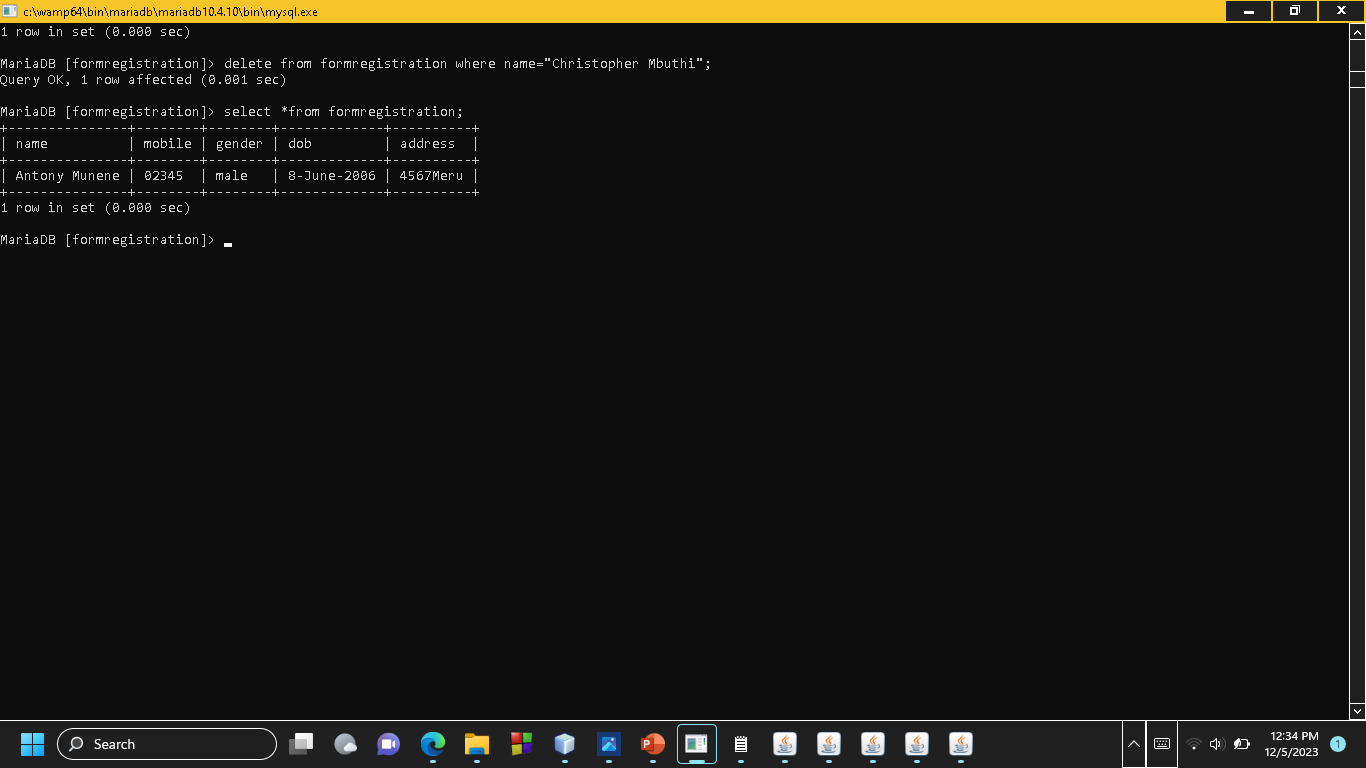 c:\wamp64\bin\mariadb\mariadb10.4.10\bin\mysql.exe
1 row in set (0.000 sec)
MariaDB [formregistration]> delete from formregistration where name="Christopher Mbuthi";
Query OK, 1 row affected (0.001 sec)
MariaDB [formregistration]> select *from formregistration;
+---------------+--------+--------+-------------+----------+
| name          | mobile | gender | dob         | address  |
+---------------+--------+--------+-------------+----------+
| Antony Munene | 02345  | male   | 8-June-2006 | 4567Meru |
+---------------+--------+--------+-------------+----------+
1 row in set (0.000 sec)
MariaDB [formregistration]> _
Search
12:34 PM
12/5/2023
1